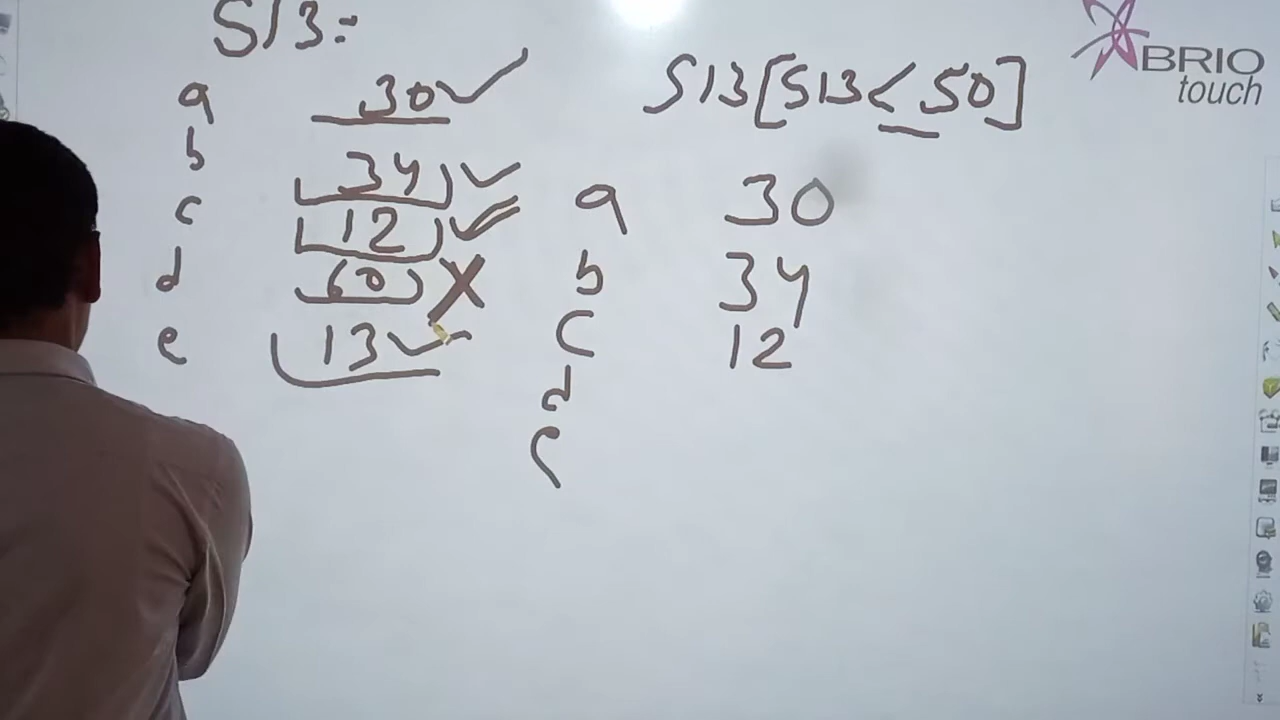 S13:
a 30 ✓
b 34 ✓
c 12 ✓
d 60 X
e 13 ✓
S13[S13 < 50]
a 30
b 34
c 12
d
e
BRIO
touch